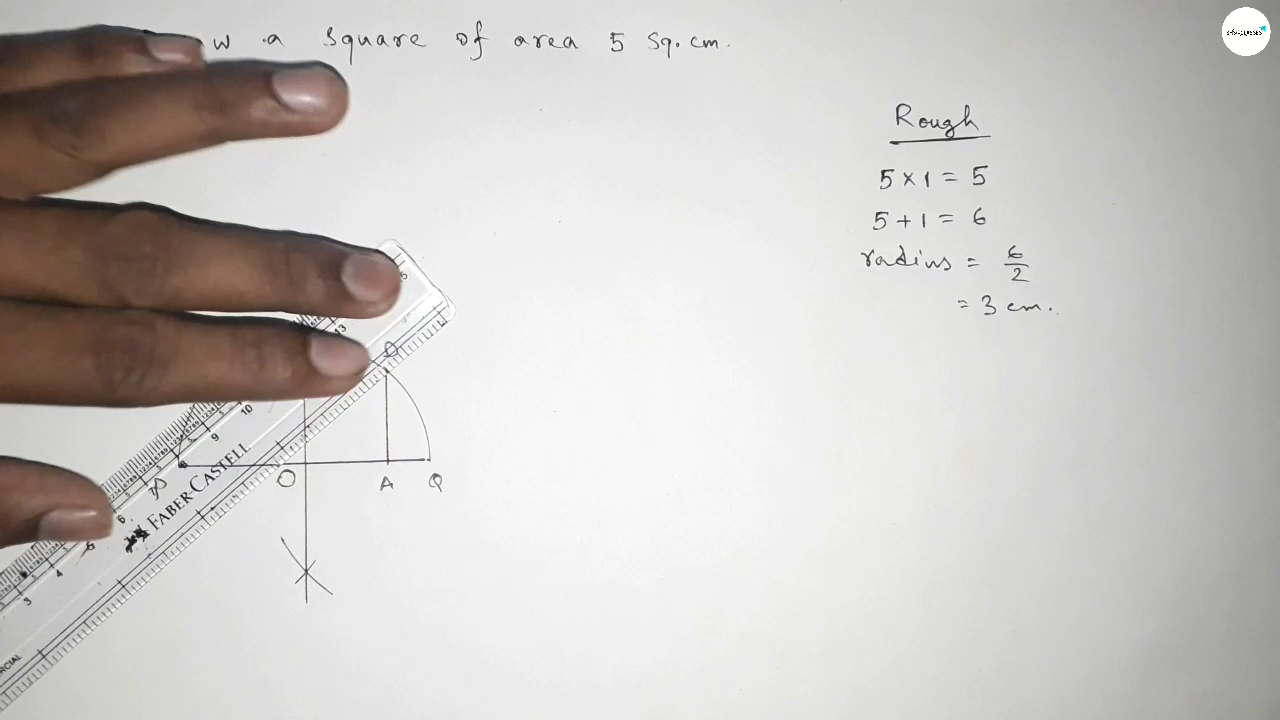 w a square of area 5 sq. cm.
Rough
5 × 1 = 5
5 + 1 = 6
radius = 6/2
= 3 cm.
D
P
O A Q
FABER-CASTELL